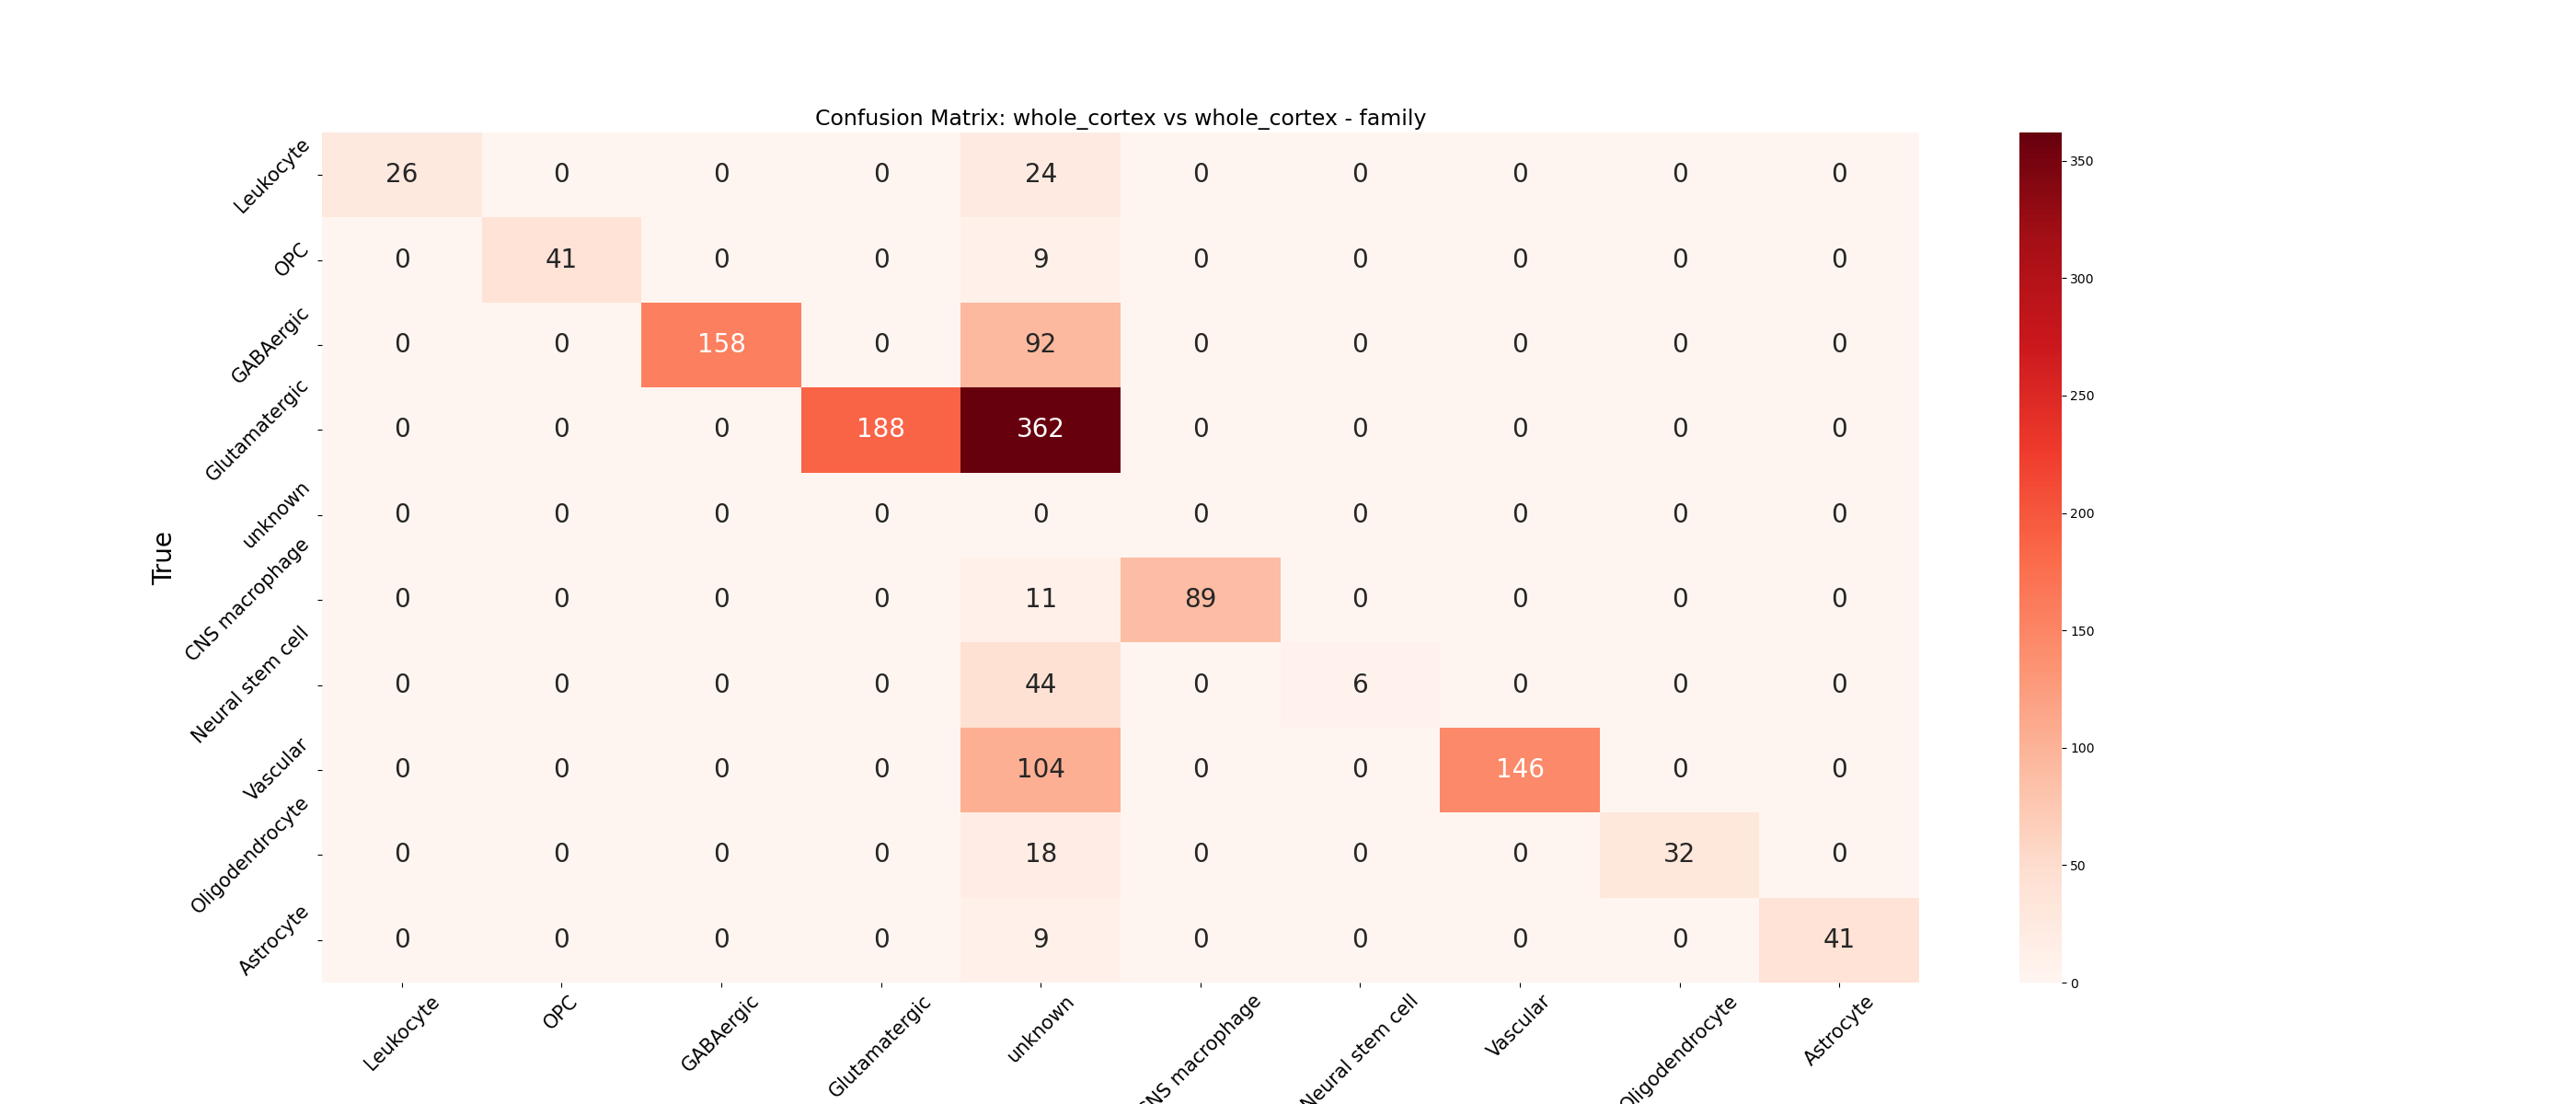 Confusion Matrix: whole_cortex vs whole_cortex - family
Leukocyte 26 0 0 0 24 0 0 0 0 0
OPC 0 41 0 0 9 0 0 0 0 0
GABAergic 0 0 158 0 92 0 0 0 0 0
Glutamatergic 0 0 0 188 362 0 0 0 0 0
unknown 0 0 0 0 0 0 0 0 0 0
CNS macrophage 0 0 0 0 11 89 0 0 0 0
Neural stem cell 0 0 0 0 44 0 6 0 0 0
Vascular 0 0 0 0 104 0 0 146 0 0
Oligodendrocyte 0 0 0 0 18 0 0 0 32 0
Astrocyte 0 0 0 0 9 0 0 0 0 41
True
Leukocyte OPC GABAergic Glutamatergic unknown CNS macrophage Neural stem cell Vascular Oligodendrocyte Astrocyte
350
300
250
200
150
100
50
0